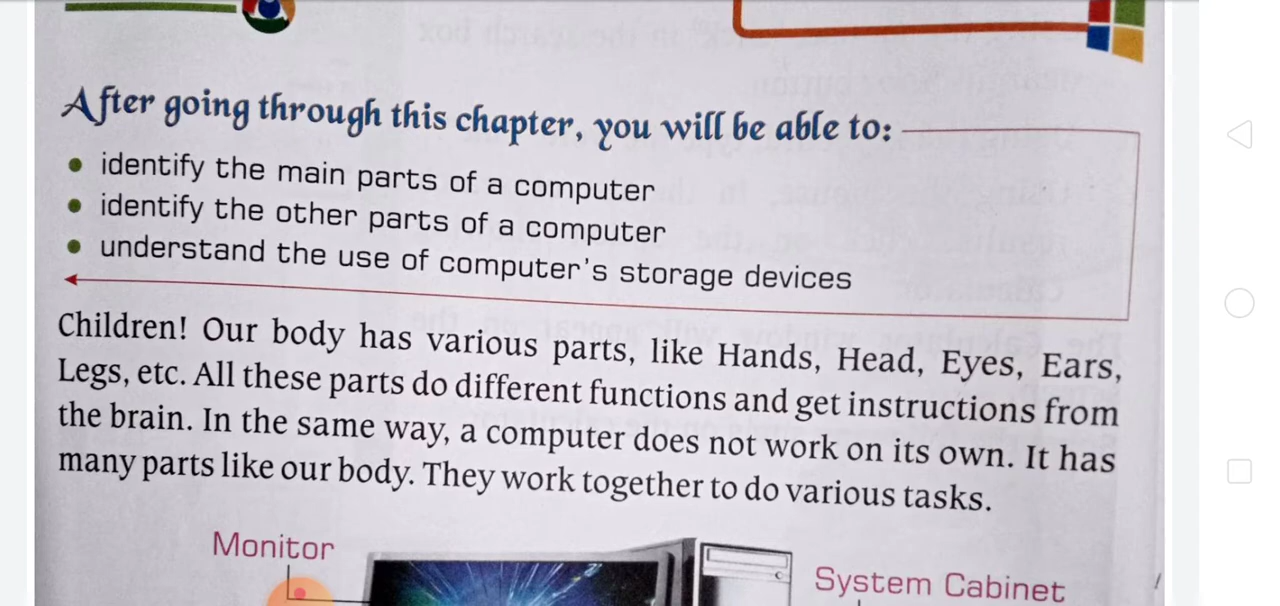 After going through this chapter, you will be able to:
• identify the main parts of a computer
• identify the other parts of a computer
• understand the use of computer's storage devices
Children! Our body has various parts, like Hands, Head, Eyes, Ears,
Legs, etc. All these parts do different functions and get instructions from
the brain. In the same way, a computer does not work on its own. It has
many parts like our body. They work together to do various tasks.
Monitor
System Cabinet